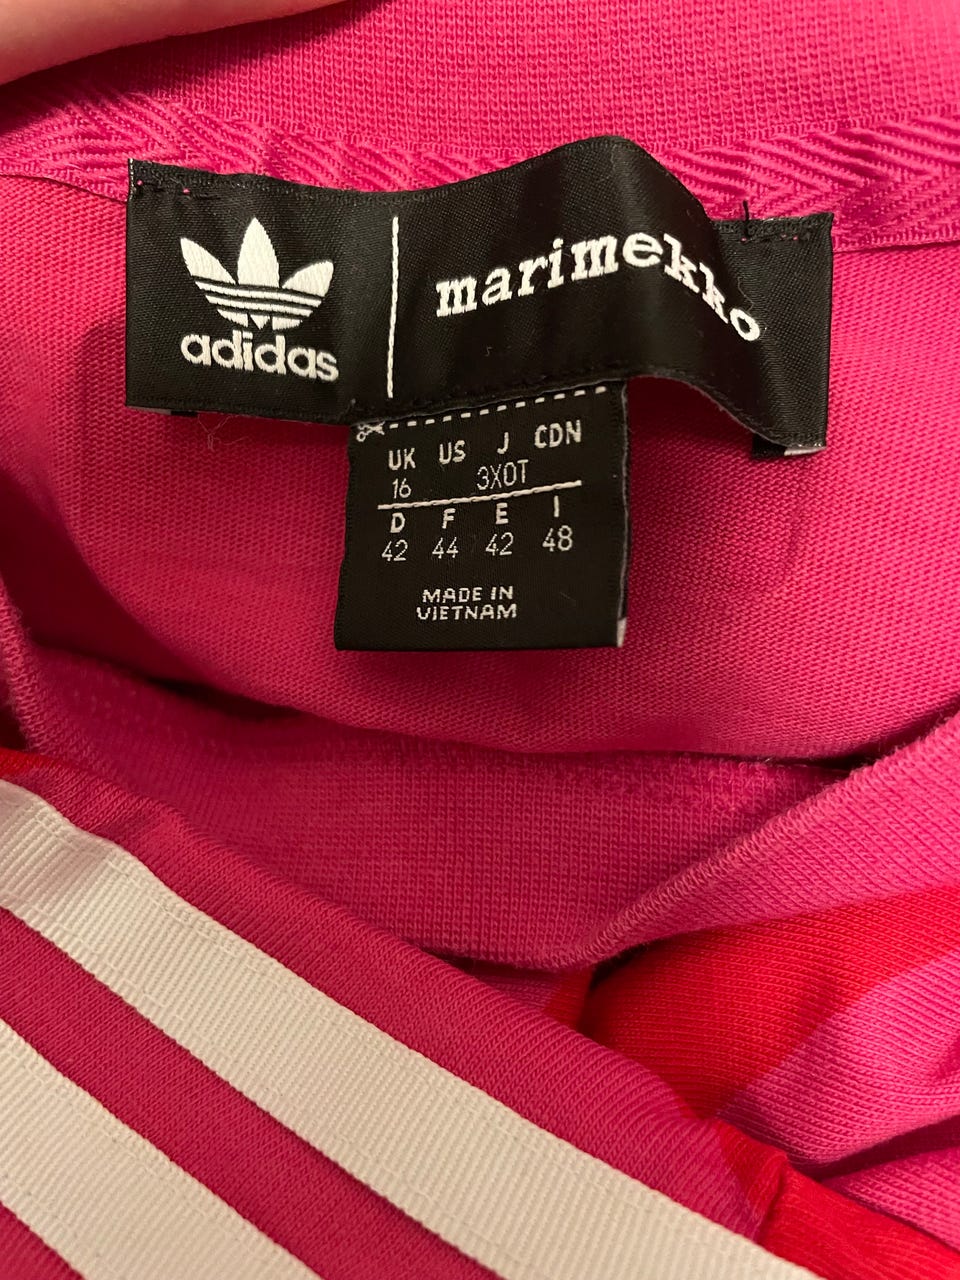 adidas
marimekko
UK US J CDN
16 3XOT
D F E I
42 44 42 48
MADE IN
VIETNAM